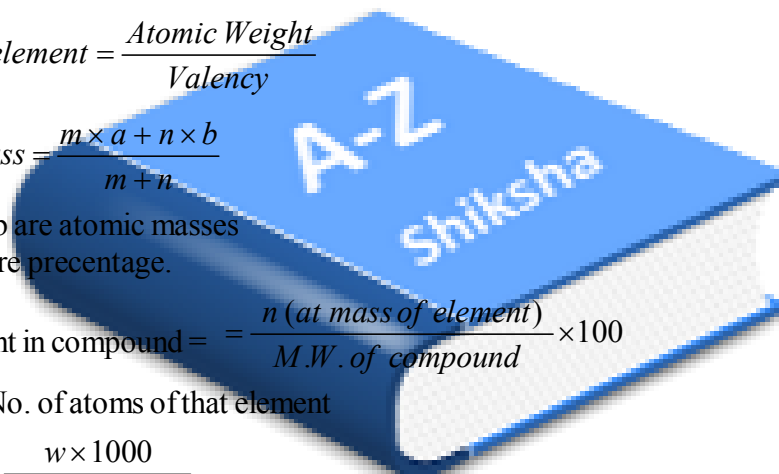 element = Atomic Weight / Valency
ss = m × a + n × b / m + n
A-Z
Shiksha
b are atomic masses
re precentage.
nt in compound = = n (at mass of element) / M.W. of compound × 100
No. of atoms of that element
w × 1000